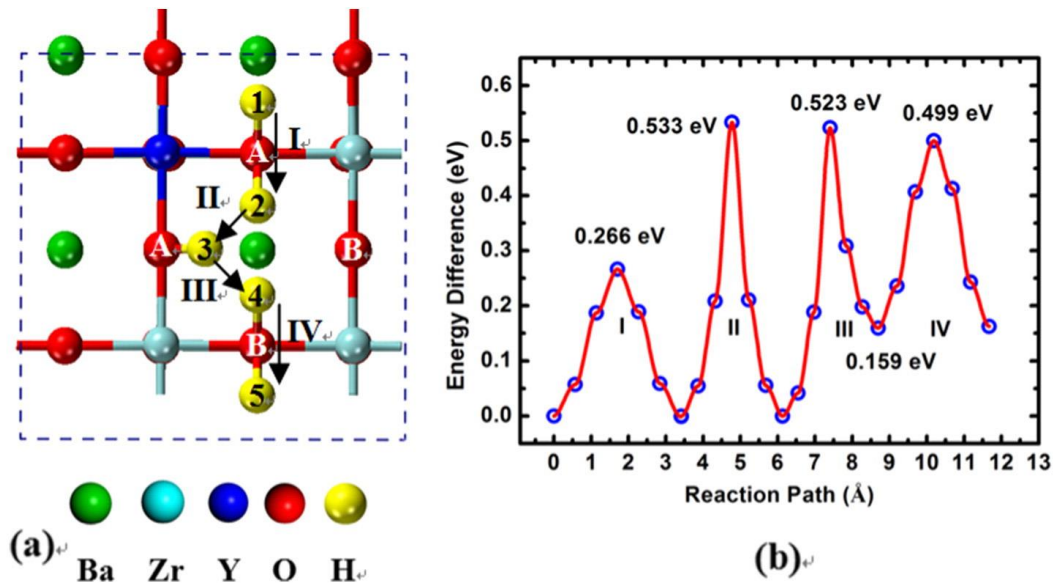 1
A
I
2
II
A
3
B
III
4
IV
B
5
Ba Zr Y O H
(a)
Energy Difference (eV)
0.6
0.5
0.4
0.3
0.2
0.1
0.0
0.266 eV
0.533 eV
0.523 eV
0.499 eV
0.159 eV
I II III IV
0 1 2 3 4 5 6 7 8 9 10 11 12 13
Reaction Path (Å)
(b)